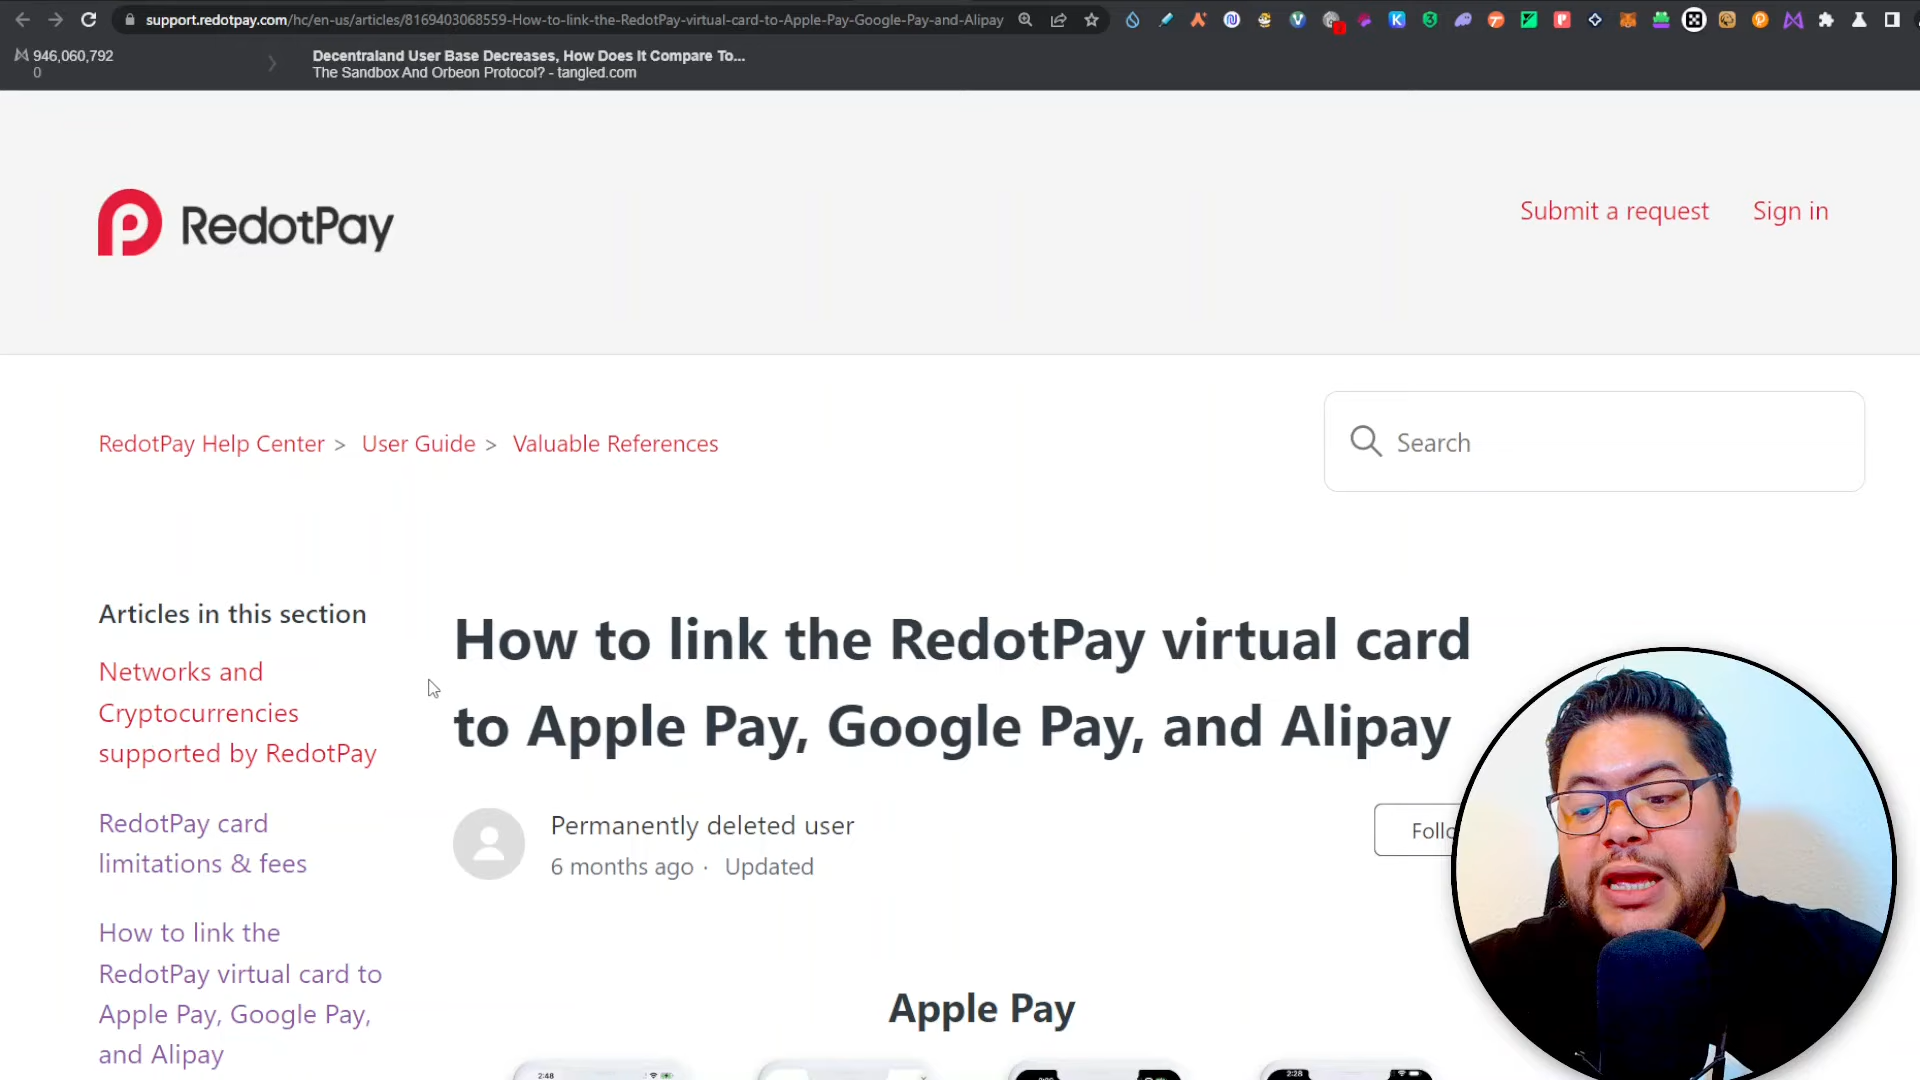 support.redotpay.com/hc/en-us/articles/8169403068559-How-to-link-the-RedotPay-virtual-card-to-Apple-Pay-Google-Pay-and-Alipay
946,060,792
0
Decentraland User Base Decreases, How Does It Compare To...
The Sandbox And Orbeon Protocol? - tangled.com
RedotPay
Submit a request
Sign in
RedotPay Help Center > User Guide > Valuable References
Search
Articles in this section
Networks and
Cryptocurrencies
supported by RedotPay
RedotPay card
limitations & fees
How to link the
RedotPay virtual card to
Apple Pay, Google Pay,
and Alipay
How to link the RedotPay virtual card
to Apple Pay, Google Pay, and Alipay
Permanently deleted user
6 months ago · Updated
Follo
Apple Pay
2:48
2:28